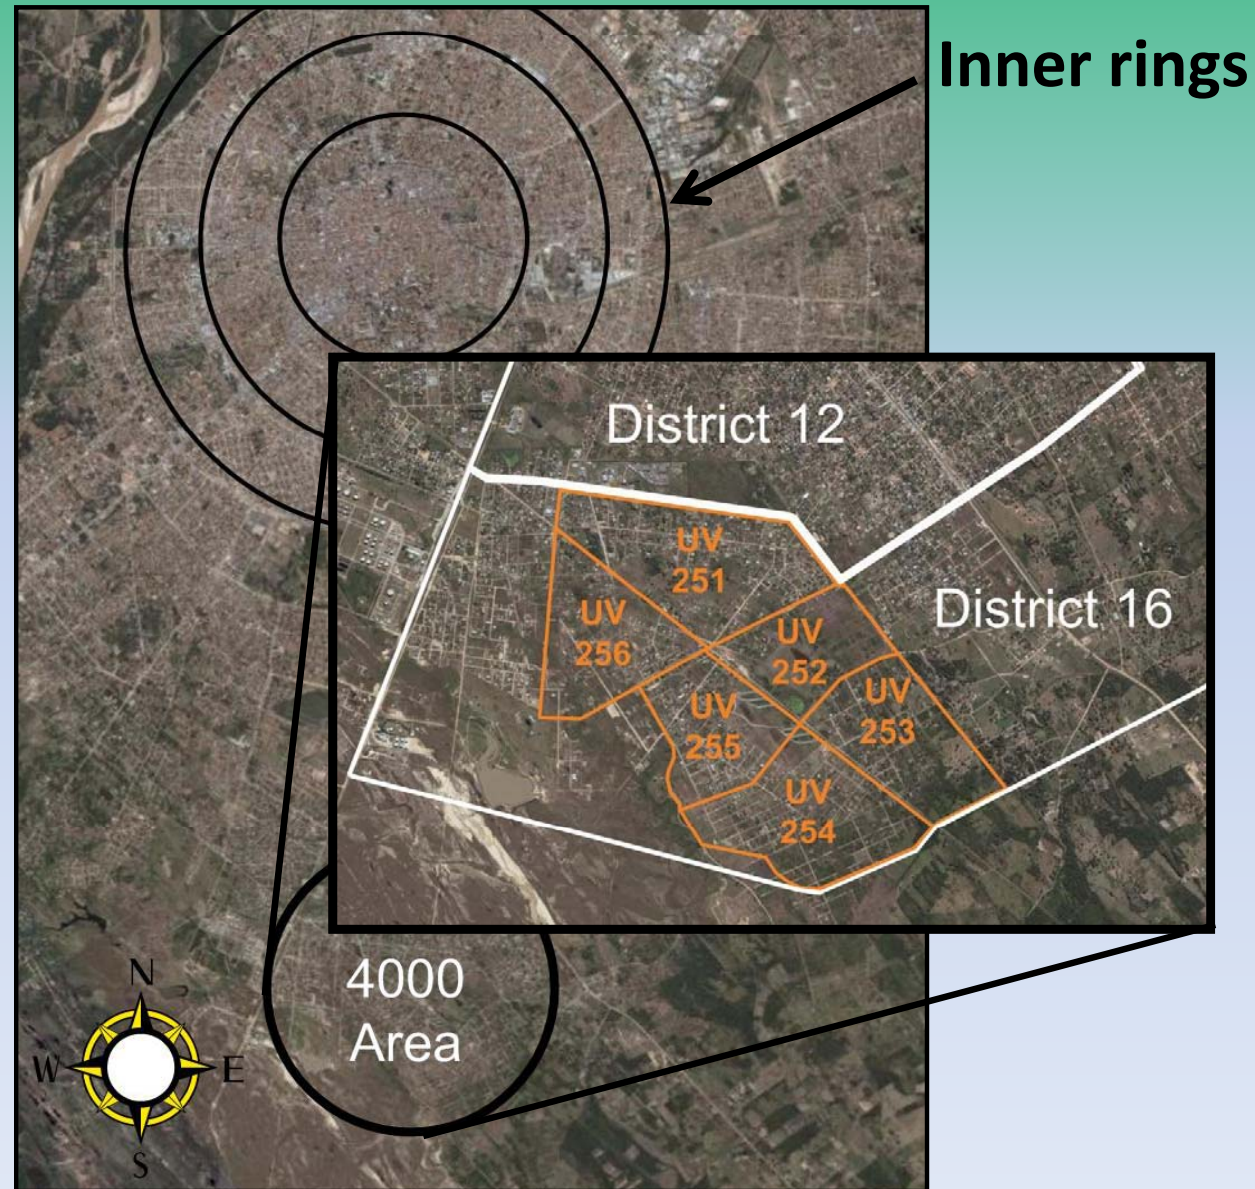 Inner rings
District 12
UV
251
District 16
UV
256
UV
252
UV
253
UV
255
UV
254
4000
Area
N
W
E
S